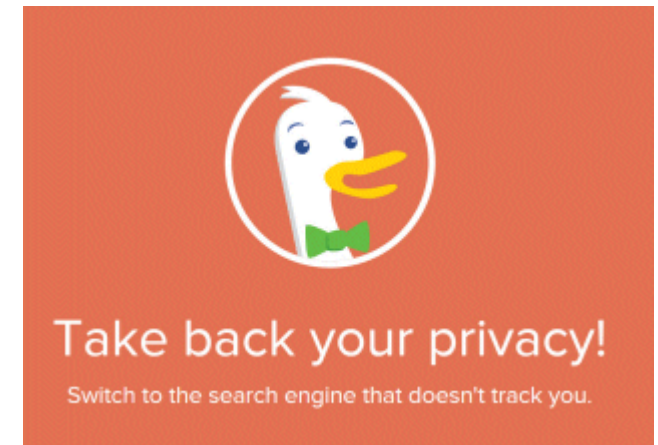 Take back your privacy!
Switch to the search engine that doesn't track you.